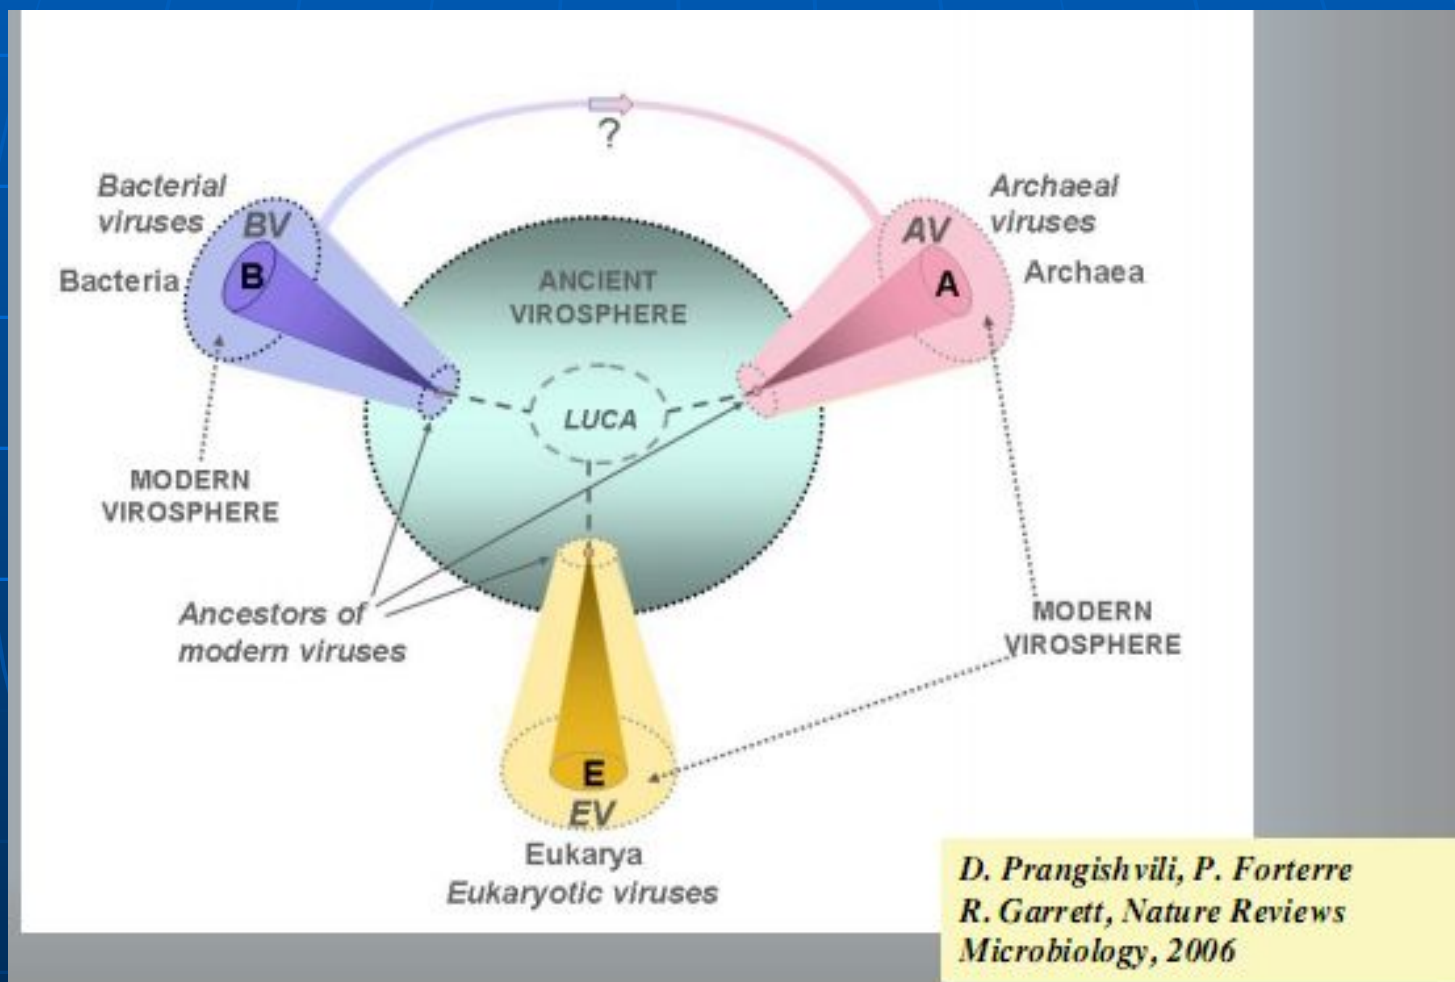 ?
Bacterial
viruses
BV
Bacteria
B
Archaeal
viruses
AV
Archaea
A
ANCIENT
VIROSPHERE
LUCA
MODERN
VIROSPHERE
Ancestors of
modern viruses
MODERN
VIROSPHERE
E
EV
Eukarya
Eukaryotic viruses
D. Prangishvili, P. Forterre
R. Garrett, Nature Reviews
Microbiology, 2006